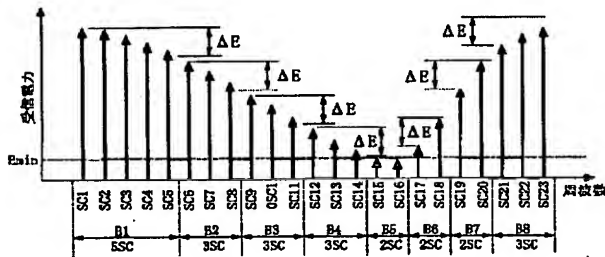 ΔE
ΔE
ΔE
ΔE
ΔE
ΔE
ΔE
ΔE
受信電力
Emin
周波数
SC1 SC2 SC3 SC4 SC5 SC6 SC7 SC8 SC9 0SC1 SC11 SC12 SC13 SC14 SC15 SC16 SC17 SC18 SC19 SC20 SC21 SC22 SC23
B1 B2 B3 B4 B5 B6 B7 B8
5SC 3SC 3SC 3SC 2SC 2SC 2SC 3SC